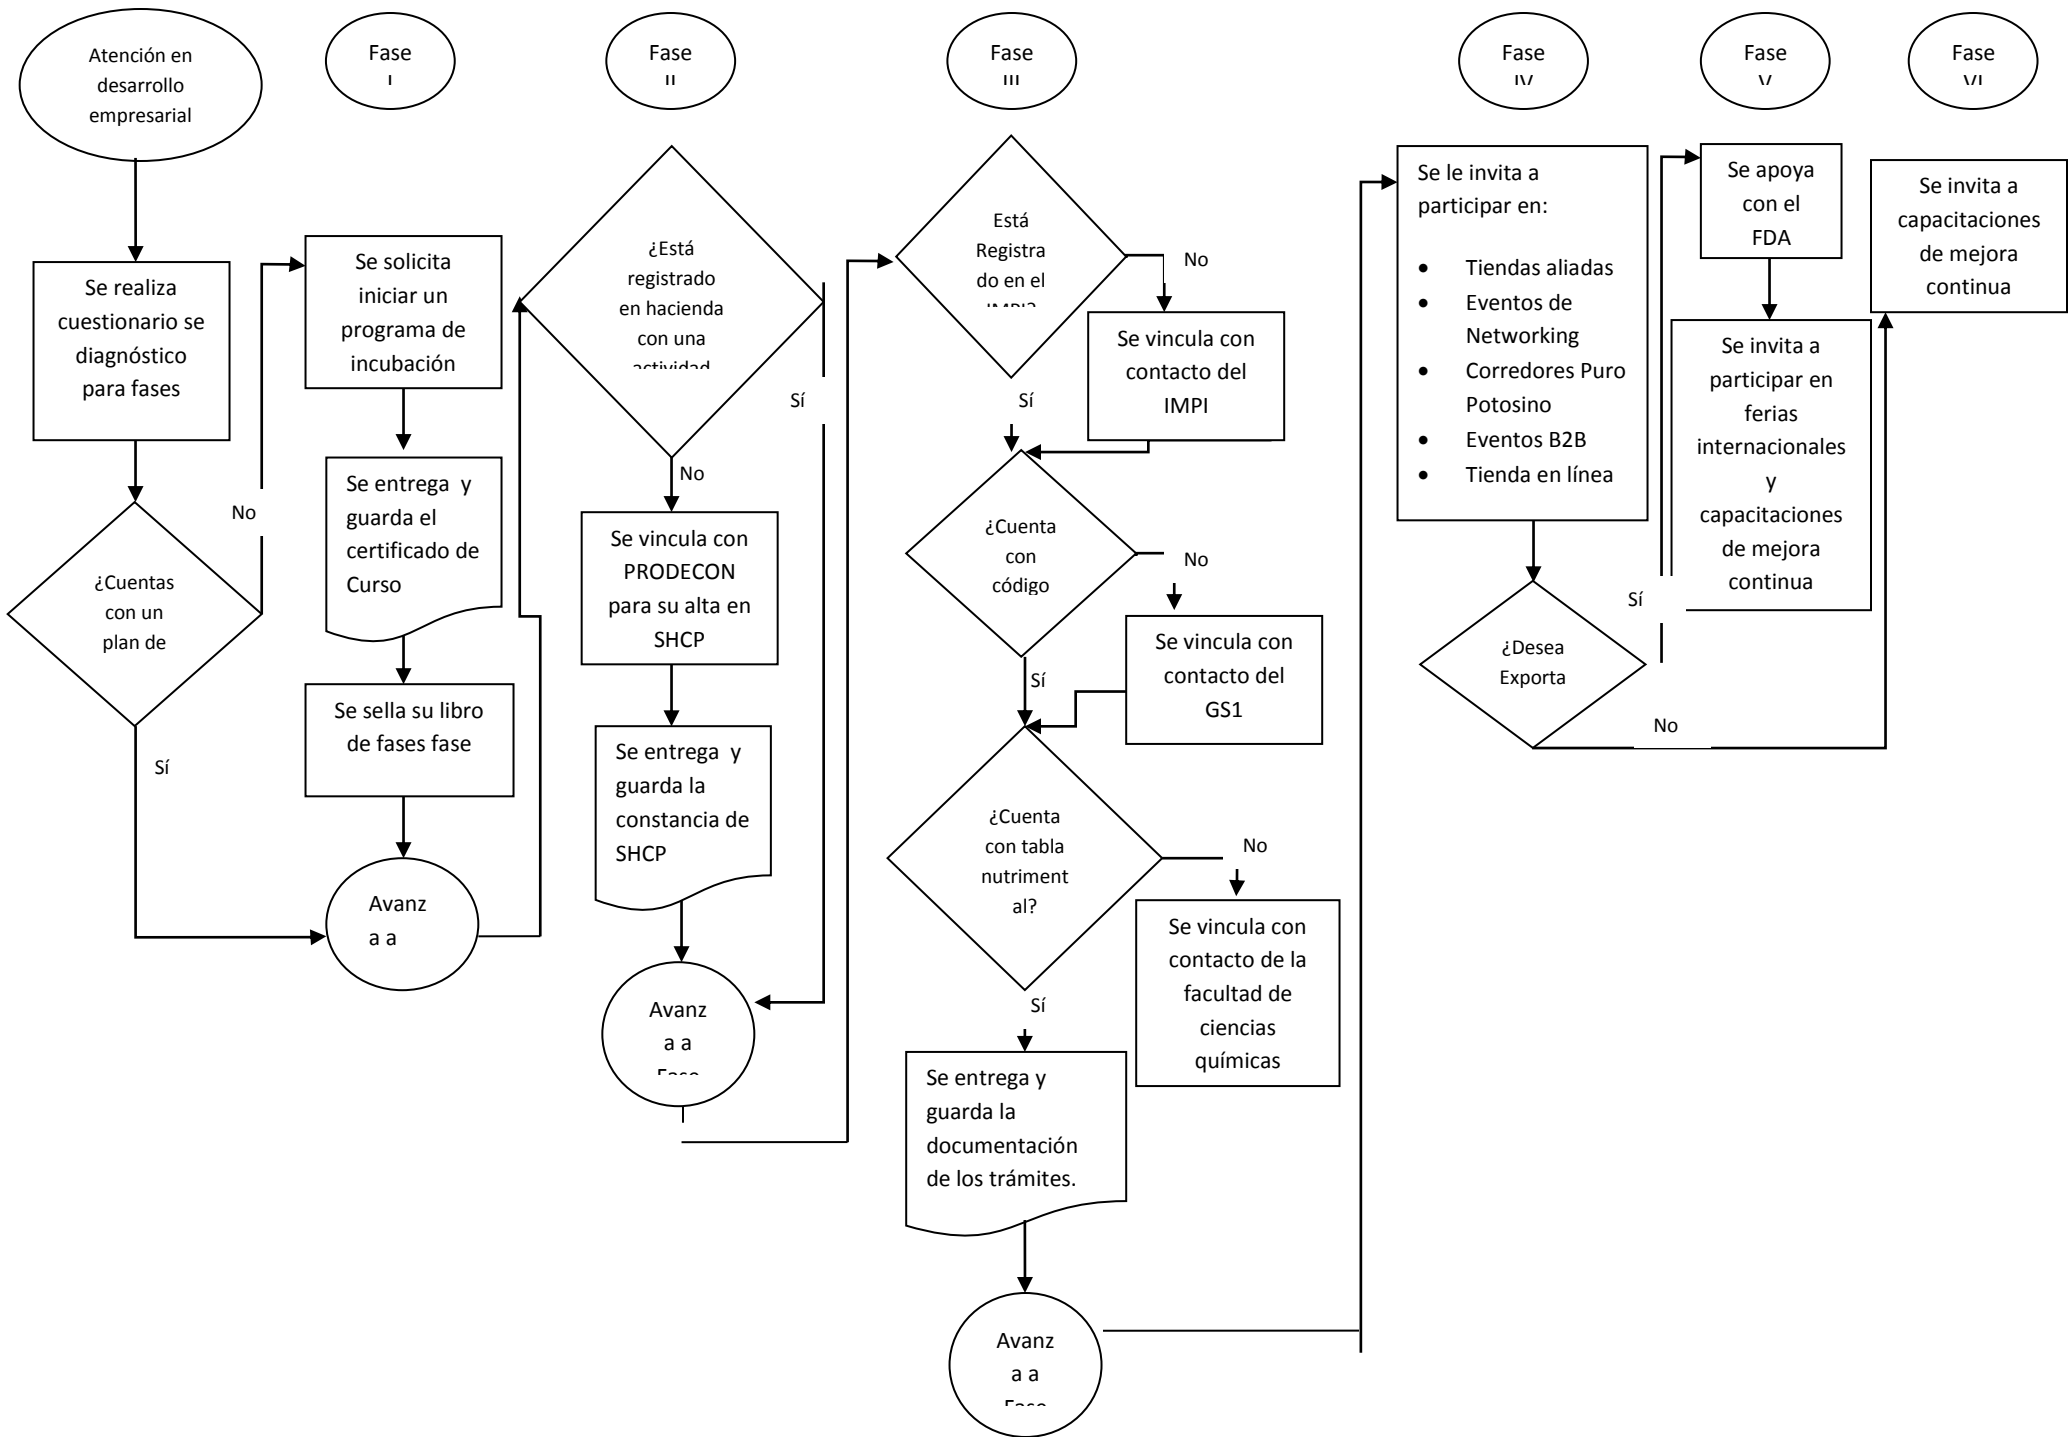 Atención en
desarrollo
empresarial
Se realiza
cuestionario se
diagnóstico
para fases
¿Cuentas
con un
plan de
No
Sí
Fase
I
Se solicita
iniciar un
programa de
incubación
Se entrega y
guarda el
certificado de
Curso
Se sella su libro
de fases fase
Avanz
a a
Fase
II
¿Está
registrado
en hacienda
con una
actividad
Sí
No
Se vincula con
PRODECON
para su alta en
SHCP
Se entrega y
guarda la
constancia de
SHCP
Avanz
a a
Fase
Fase
III
Está
Registra
do en el
IMPI?
No
Se vincula con
contacto del
IMPI
Sí
¿Cuenta
con
código
No
Se vincula con
contacto del
GS1
Sí
¿Cuenta
con tabla
nutriment
al?
No
Se vincula con
contacto de la
facultad de
ciencias
químicas
Sí
Se entrega y
guarda la
documentación
de los trámites.
Avanz
a a
Fase
Fase
IV
Se le invita a
participar en:
• Tiendas aliadas
• Eventos de
Networking
• Corredores Puro
Potosino
• Eventos B2B
• Tienda en línea
¿Desea
Exporta
Sí
No
Fase
V
Se apoya
con el
FDA
Se invita a
participar en
ferias
internacionales
y
capacitaciones
de mejora
continua
Fase
VI
Se invita a
capacitaciones
de mejora
continua